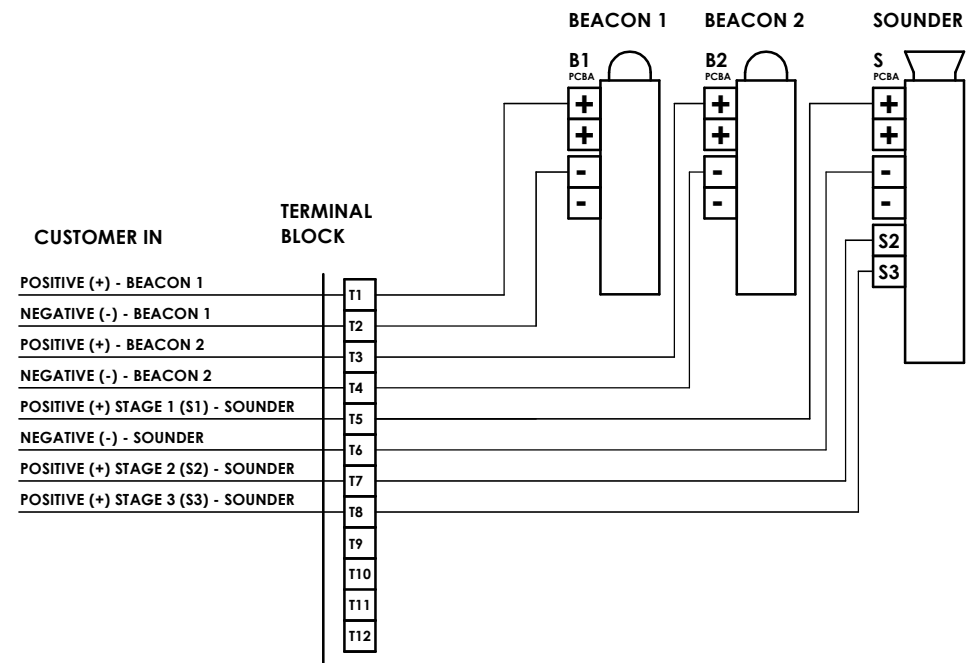 BEACON 1 BEACON 2 SOUNDER
B1 B2 S
PCBA PCBA PCBA
+ + +
+ + +
- - -
- - -
S2
S3
TERMINAL
BLOCK
CUSTOMER IN
POSITIVE (+) - BEACON 1
T1
NEGATIVE (-) - BEACON 1
T2
POSITIVE (+) - BEACON 2
T3
NEGATIVE (-) - BEACON 2
T4
POSITIVE (+) STAGE 1 (S1) - SOUNDER
T5
NEGATIVE (-) - SOUNDER
T6
POSITIVE (+) STAGE 2 (S2) - SOUNDER
T7
POSITIVE (+) STAGE 3 (S3) - SOUNDER
T8
T9
T10
T11
T12